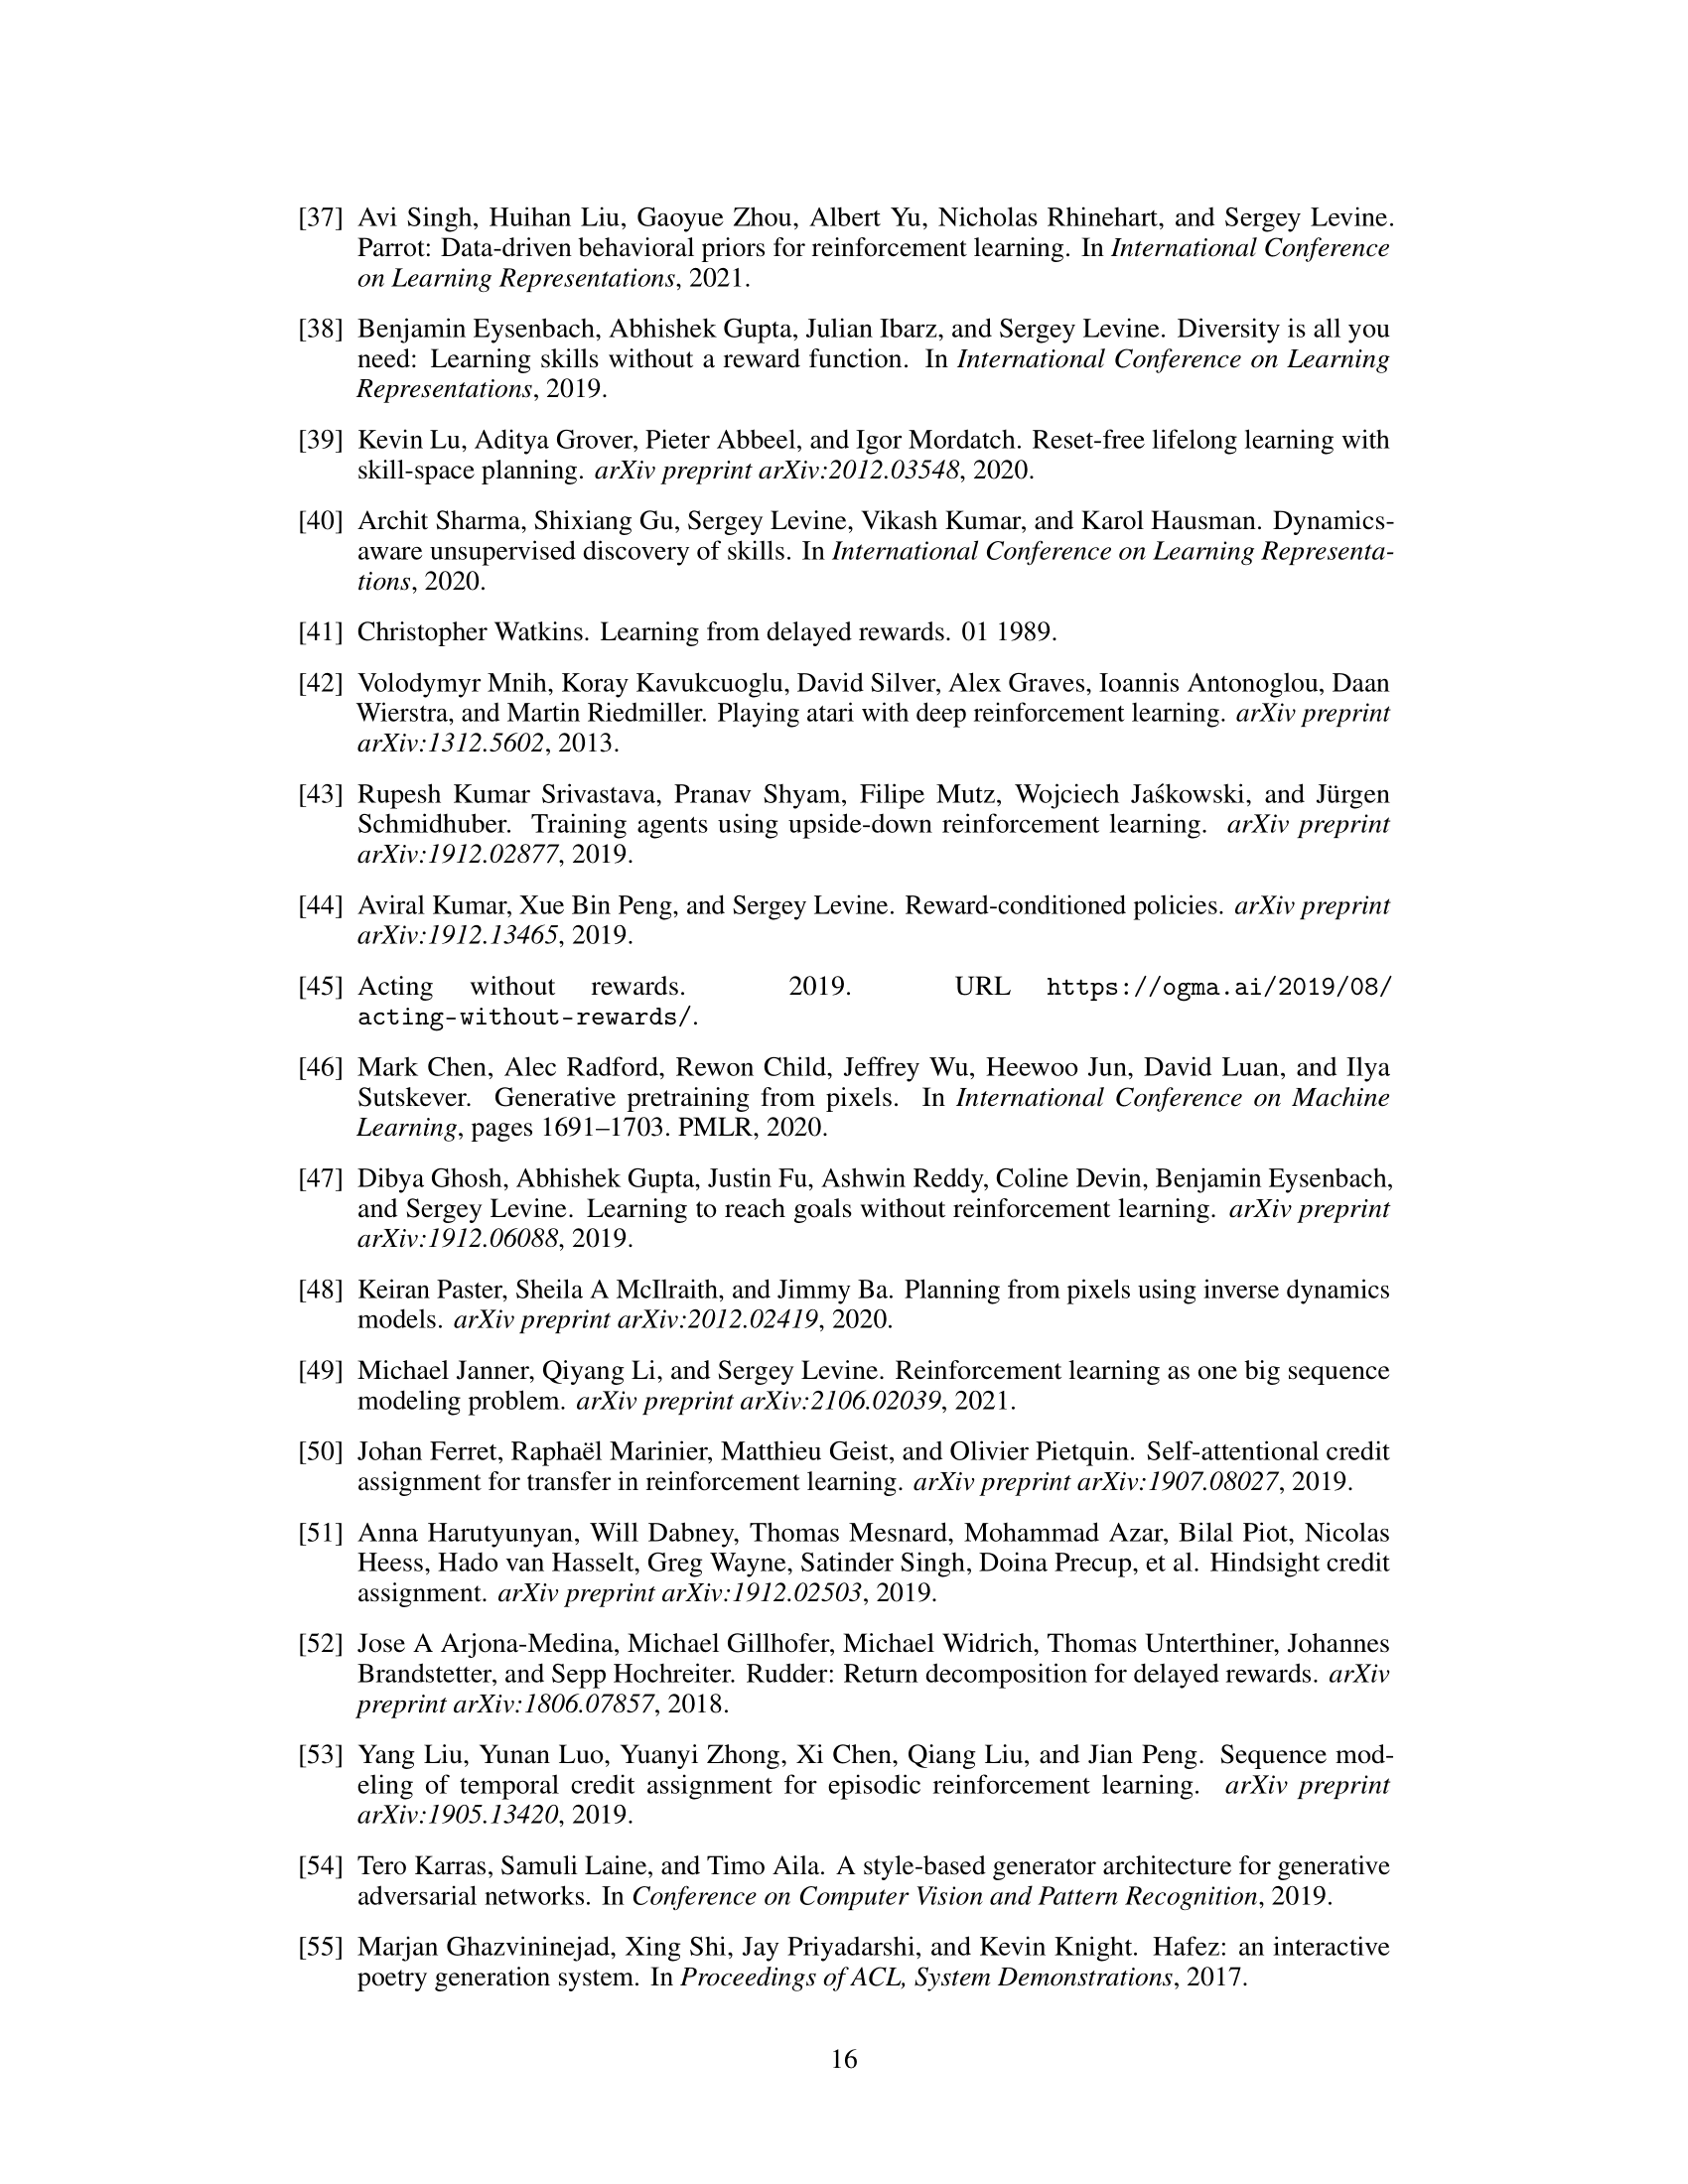 [37] Avi Singh, Huihan Liu, Gaoyue Zhou, Albert Yu, Nicholas Rhinehart, and Sergey Levine.
Parrot: Data-driven behavioral priors for reinforcement learning. In International Conference
on Learning Representations, 2021.
[38] Benjamin Eysenbach, Abhishek Gupta, Julian Ibarz, and Sergey Levine. Diversity is all you
need: Learning skills without a reward function. In International Conference on Learning
Representations, 2019.
[39] Kevin Lu, Aditya Grover, Pieter Abbeel, and Igor Mordatch. Reset-free lifelong learning with
skill-space planning. arXiv preprint arXiv:2012.03548, 2020.
[40] Archit Sharma, Shixiang Gu, Sergey Levine, Vikash Kumar, and Karol Hausman. Dynamics-
aware unsupervised discovery of skills. In International Conference on Learning Representa-
tions, 2020.
[41] Christopher Watkins. Learning from delayed rewards. 01 1989.
[42] Volodymyr Mnih, Koray Kavukcuoglu, David Silver, Alex Graves, Ioannis Antonoglou, Daan
Wierstra, and Martin Riedmiller. Playing atari with deep reinforcement learning. arXiv preprint
arXiv:1312.5602, 2013.
[43] Rupesh Kumar Srivastava, Pranav Shyam, Filipe Mutz, Wojciech Jaśkowski, and Jürgen
Schmidhuber. Training agents using upside-down reinforcement learning. arXiv preprint
arXiv:1912.02877, 2019.
[44] Aviral Kumar, Xue Bin Peng, and Sergey Levine. Reward-conditioned policies. arXiv preprint
arXiv:1912.13465, 2019.
[45] Acting without rewards. 2019. URL https://ogma.ai/2019/08/
acting-without-rewards/.
[46] Mark Chen, Alec Radford, Rewon Child, Jeffrey Wu, Heewoo Jun, David Luan, and Ilya
Sutskever. Generative pretraining from pixels. In International Conference on Machine
Learning, pages 1691–1703. PMLR, 2020.
[47] Dibya Ghosh, Abhishek Gupta, Justin Fu, Ashwin Reddy, Coline Devin, Benjamin Eysenbach,
and Sergey Levine. Learning to reach goals without reinforcement learning. arXiv preprint
arXiv:1912.06088, 2019.
[48] Keiran Paster, Sheila A McIlraith, and Jimmy Ba. Planning from pixels using inverse dynamics
models. arXiv preprint arXiv:2012.02419, 2020.
[49] Michael Janner, Qiyang Li, and Sergey Levine. Reinforcement learning as one big sequence
modeling problem. arXiv preprint arXiv:2106.02039, 2021.
[50] Johan Ferret, Raphaël Marinier, Matthieu Geist, and Olivier Pietquin. Self-attentional credit
assignment for transfer in reinforcement learning. arXiv preprint arXiv:1907.08027, 2019.
[51] Anna Harutyunyan, Will Dabney, Thomas Mesnard, Mohammad Azar, Bilal Piot, Nicolas
Heess, Hado van Hasselt, Greg Wayne, Satinder Singh, Doina Precup, et al. Hindsight credit
assignment. arXiv preprint arXiv:1912.02503, 2019.
[52] Jose A Arjona-Medina, Michael Gillhofer, Michael Widrich, Thomas Unterthiner, Johannes
Brandstetter, and Sepp Hochreiter. Rudder: Return decomposition for delayed rewards. arXiv
preprint arXiv:1806.07857, 2018.
[53] Yang Liu, Yunan Luo, Yuanyi Zhong, Xi Chen, Qiang Liu, and Jian Peng. Sequence mod-
eling of temporal credit assignment for episodic reinforcement learning. arXiv preprint
arXiv:1905.13420, 2019.
[54] Tero Karras, Samuli Laine, and Timo Aila. A style-based generator architecture for generative
adversarial networks. In Conference on Computer Vision and Pattern Recognition, 2019.
[55] Marjan Ghazvininejad, Xing Shi, Jay Priyadarshi, and Kevin Knight. Hafez: an interactive
poetry generation system. In Proceedings of ACL, System Demonstrations, 2017.
16